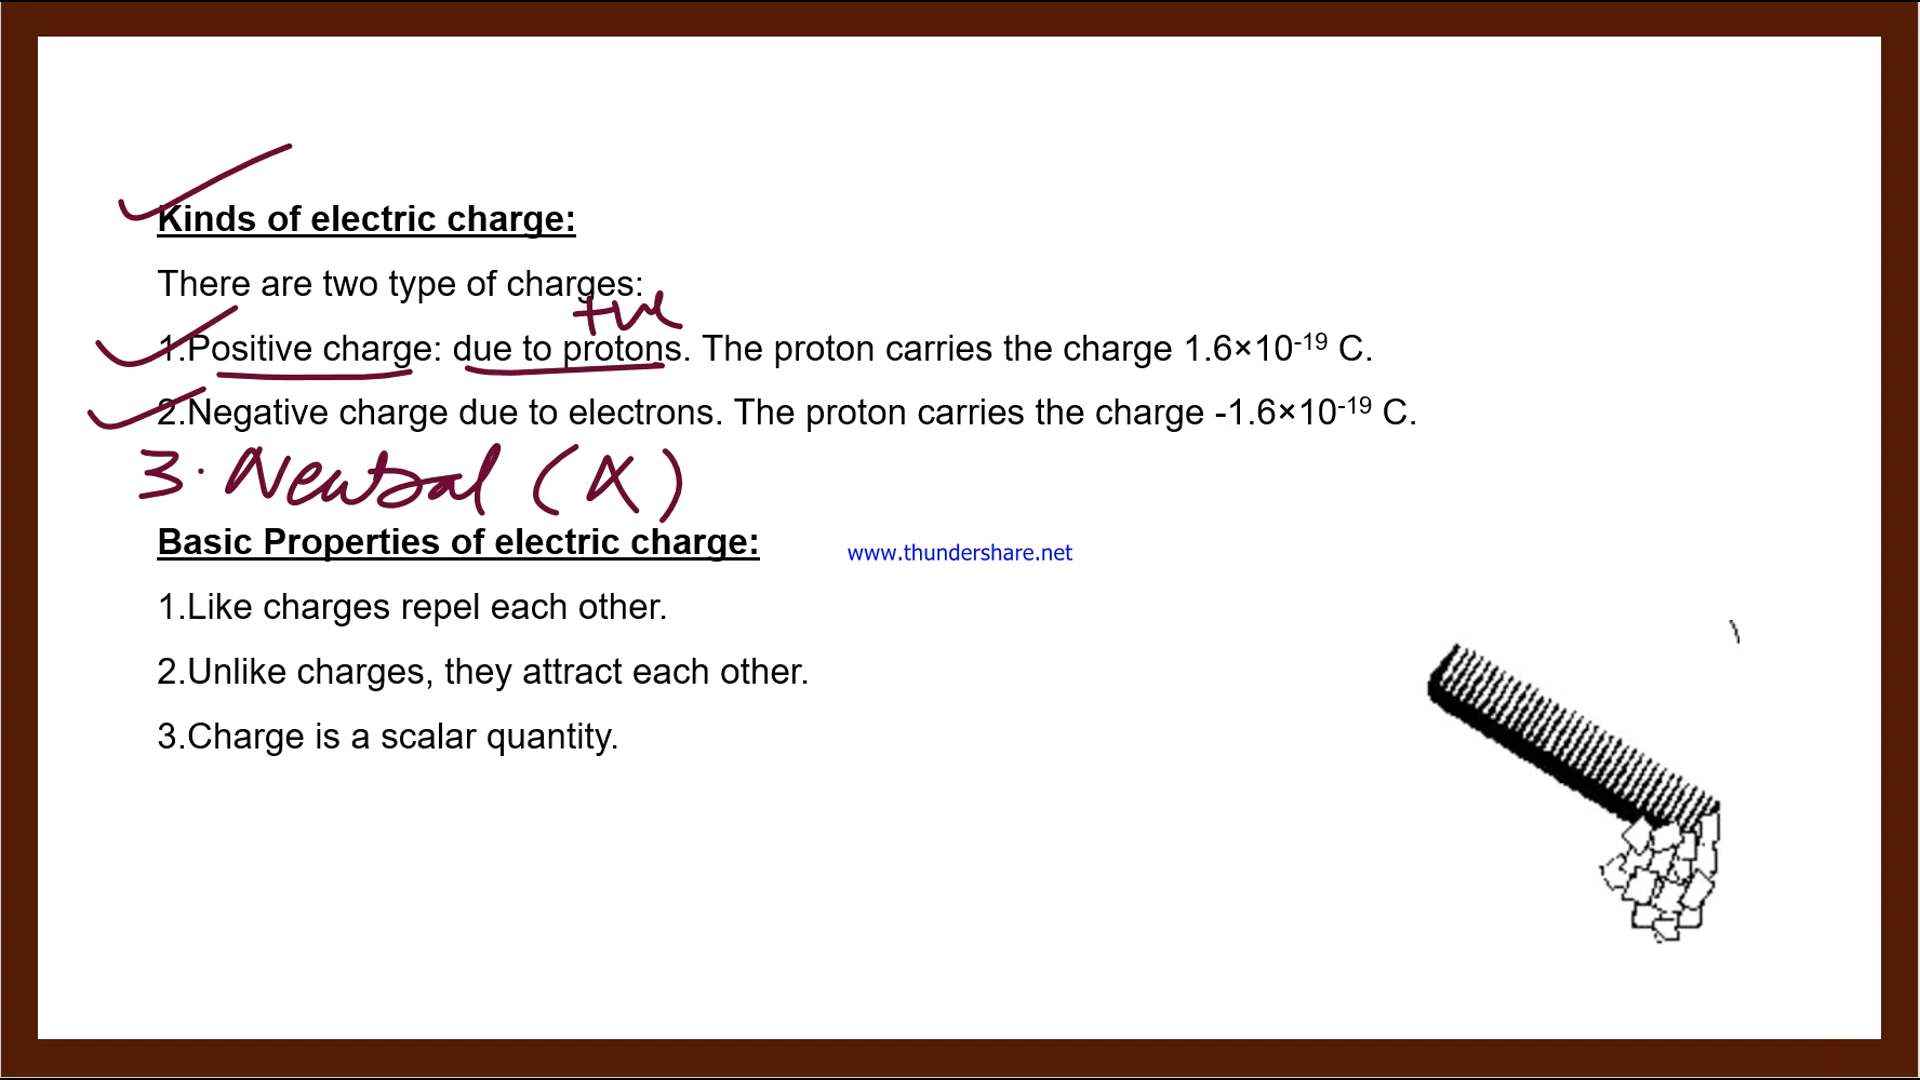 Kinds of electric charge:
There are two type of charges:
+ve
1.Positive charge: due to protons. The proton carries the charge 1.6×10⁻¹⁹ C.
2.Negative charge due to electrons. The proton carries the charge -1.6×10⁻¹⁹ C.
3. Neutral (X)
Basic Properties of electric charge:
www.thundershare.net
1.Like charges repel each other.
2.Unlike charges, they attract each other.
3.Charge is a scalar quantity.